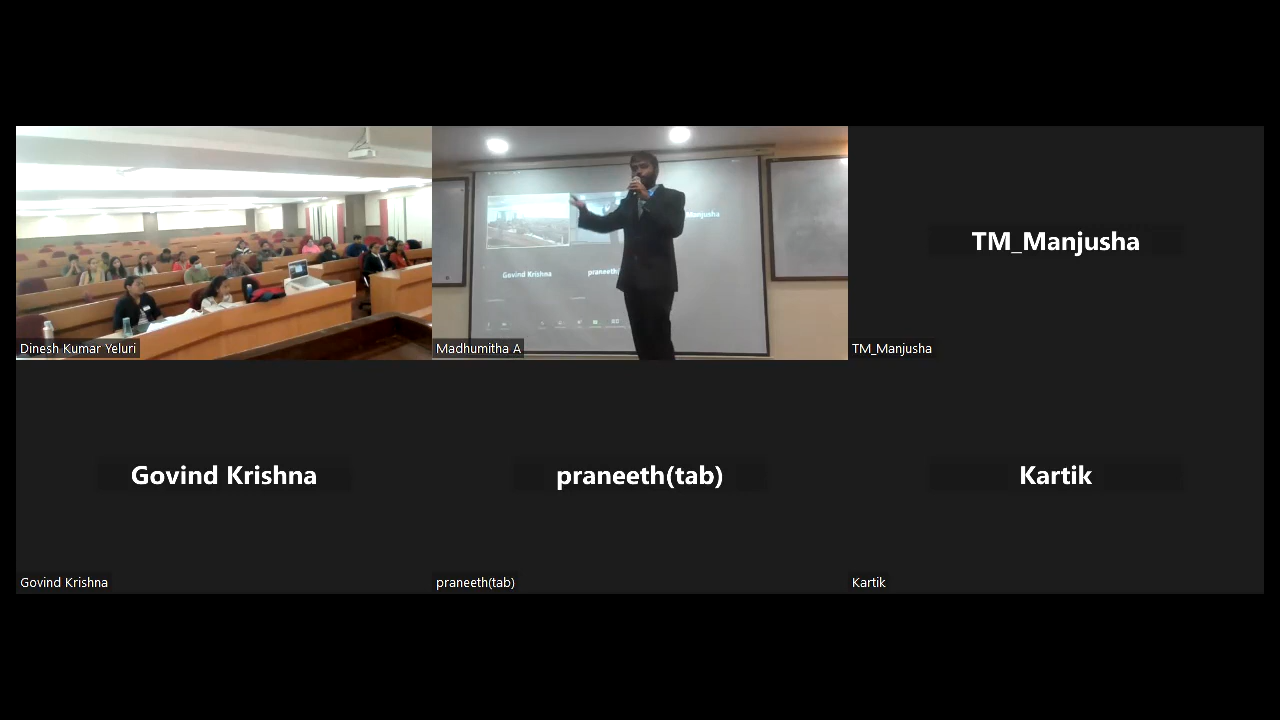 Manjusha
Govind Krishna
praneeth(
TM_Manjusha
Dinesh Kumar Yeluri
Madhumitha A
TM_Manjusha
Govind Krishna
praneeth(tab)
Kartik
Govind Krishna
praneeth(tab)
Kartik